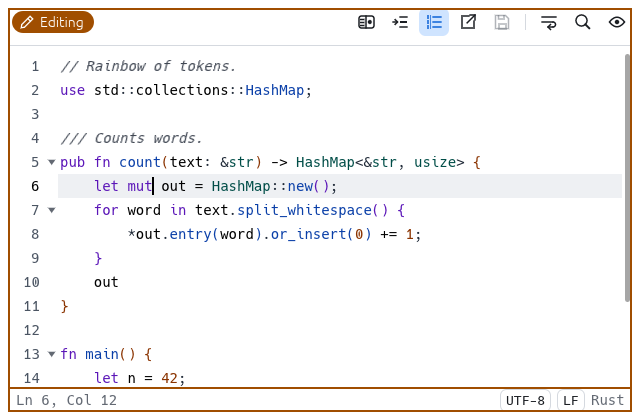 Editing
1 // Rainbow of tokens.
2 use std::collections::HashMap;
3
4 /// Counts words.
5 pub fn count(text: &str) -> HashMap<&str, usize> {
6     let mut out = HashMap::new();
7     for word in text.split_whitespace() {
8         *out.entry(word).or_insert(0) += 1;
9     }
10     out
11 }
12
13 fn main() {
14     let n = 42;
Ln 6, Col 12 UTF-8 LF Rust